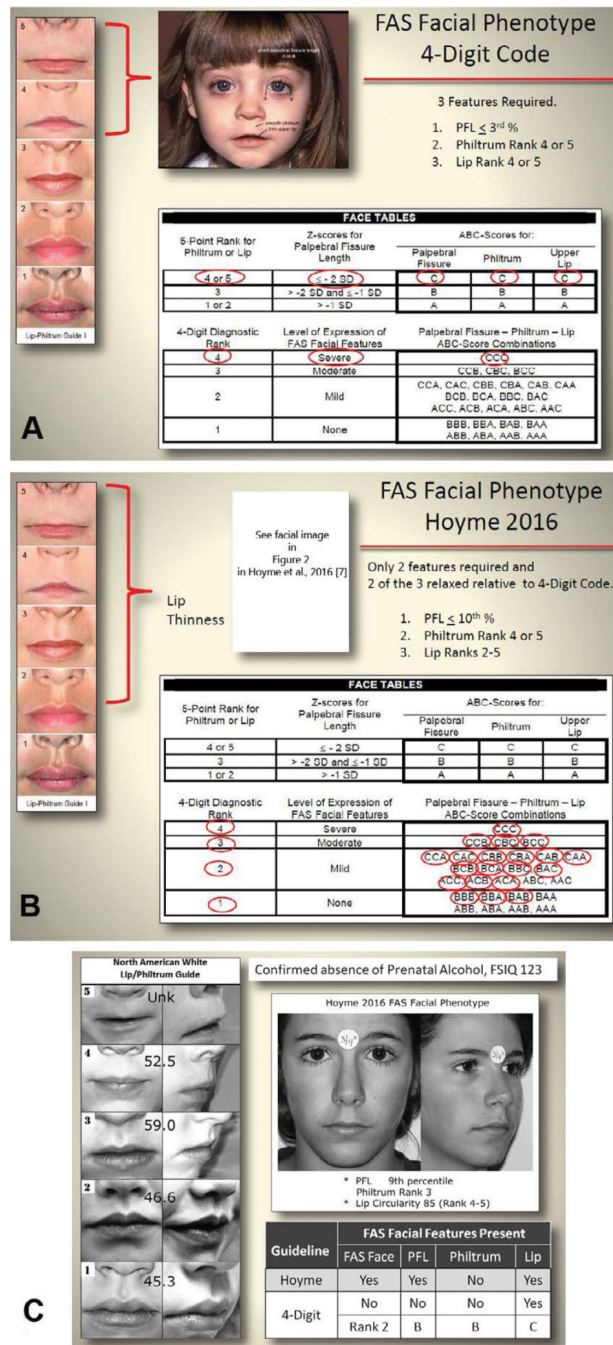 FAS Facial Phenotype
4-Digit Code
3 Features Required.
1. PFL ≤ 3rd %
2. Philtrum Rank 4 or 5
3. Lip Rank 4 or 5
5
4
3
2
1
Lip-Philtrum Guide I
short palpebral fissure length
smooth philtrum
thin upper lip
FACE TABLES
5-Point Rank for Philtrum or Lip
Z-scores for Palpebral Fissure Length
ABC-Scores for:
Palpebral Fissure Philtrum Upper Lip
4 or 5 ≤ - 2 SD C C C
3 > -2 SD and ≤ -1 SD B B B
1 or 2 > -1 SD A A A
4-Digit Diagnostic Rank
Level of Expression of FAS Facial Features
Palpebral Fissure – Philtrum – Lip ABC-Score Combinations
4 Severe CCC
3 Moderate CCB, CBC, BCC
2 Mild CCA, CAC, CBB, CBA, CAB, CAA
BCB, BCA, BBC, BAC
ACC, ACB, ACA, ABC, AAC
1 None BBB, BBA, BAB, BAA
ABB, ABA, AAB, AAA
A
FAS Facial Phenotype
Hoyme 2016
5
4
3
2
1
Lip-Philtrum Guide I
Lip
Thinness
See facial image
in
Figure 2
in Hoyme et al., 2016 [7]
Only 2 features required and
2 of the 3 relaxed relative to 4-Digit Code.
1. PFL ≤ 10th %
2. Philtrum Rank 4 or 5
3. Lip Ranks 2-5
FACE TABLES
5-Point Rank for Philtrum or Lip
Z-scores for Palpebral Fissure Length
ABC-Scores for:
Palpebral Fissure Philtrum Upper Lip
4 or 5 ≤ - 2 SD C C C
3 > -2 SD and ≤ -1 SD B B B
1 or 2 > -1 SD A A A
4-Digit Diagnostic Rank
Level of Expression of FAS Facial Features
Palpebral Fissure – Philtrum – Lip ABC-Score Combinations
4 Severe CCC
3 Moderate CCB, CBC, BCC
2 Mild CCA, CAC, CBB, CBA, CAB, CAA
BCB, BCA, BBC, BAC
ACC, ACB, ACA, ABC, AAC
1 None BBB, BBA, BAB, BAA
ABB, ABA, AAB, AAA
B
North American White
Lip/Philtrum Guide
5 Unk
4 52.5
3 59.0
2 46.6
1 45.3
Confirmed absence of Prenatal Alcohol, FSIQ 123
Hoyme 2016 FAS Facial Phenotype
3/4"
3/4"
* PFL 9th percentile
Philtrum Rank 3
* Lip Circularity 85 (Rank 4-5)
Guideline FAS Facial Features Present
FAS Face PFL Philtrum Lip
Hoyme Yes Yes No Yes
4-Digit No No No Yes
Rank 2 B B C
C